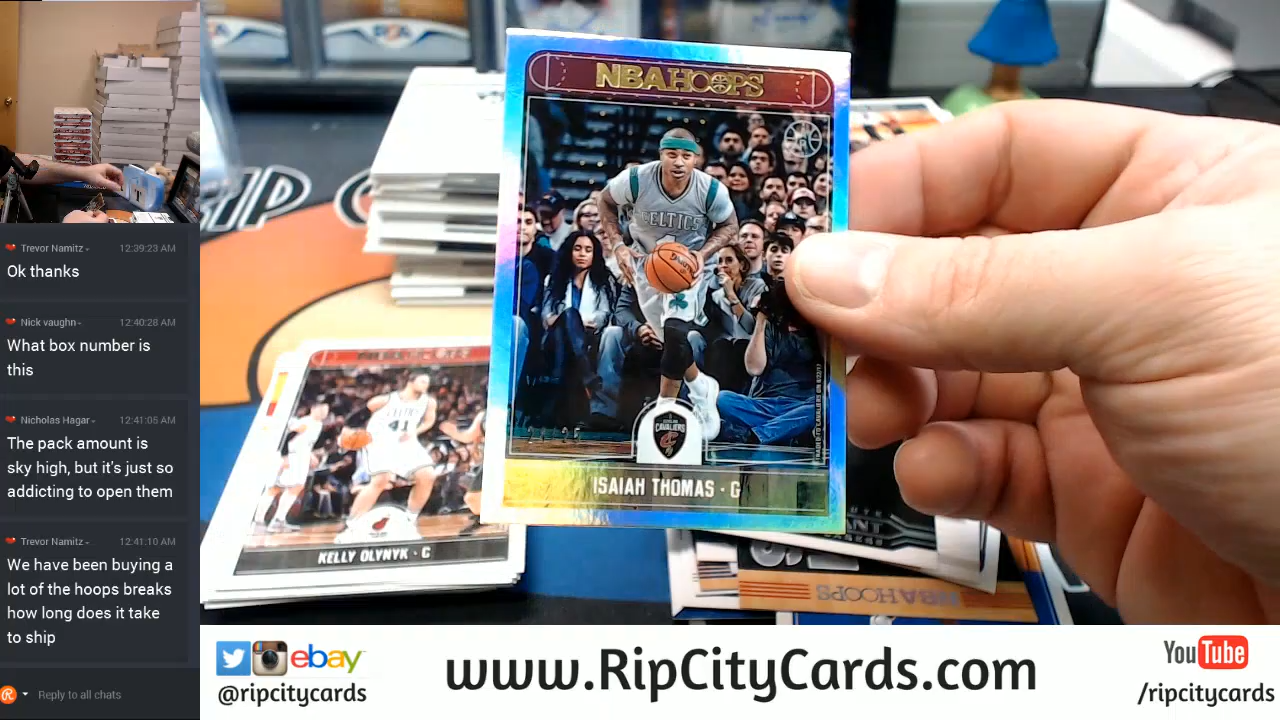 Trevor Namitz 12:39:23 AM
Ok thanks
Nick vaughn 12:40:28 AM
What box number is
this
Nicholas Hagar 12:41:05 AM
The pack amount is
sky high, but it's just so
addicting to open them
Trevor Namitz 12:41:10 AM
We have been buying a
lot of the hoops breaks
how long does it take
to ship
Reply to all chats
NBA HOOPS
CELTICS
CAVALIERS
ISAIAH THOMAS · G
41
KELLY OLYNYK · C
NBA HOOPS
ebay
@ripcitycards
www.RipCityCards.com
YouTube
/ripcitycards